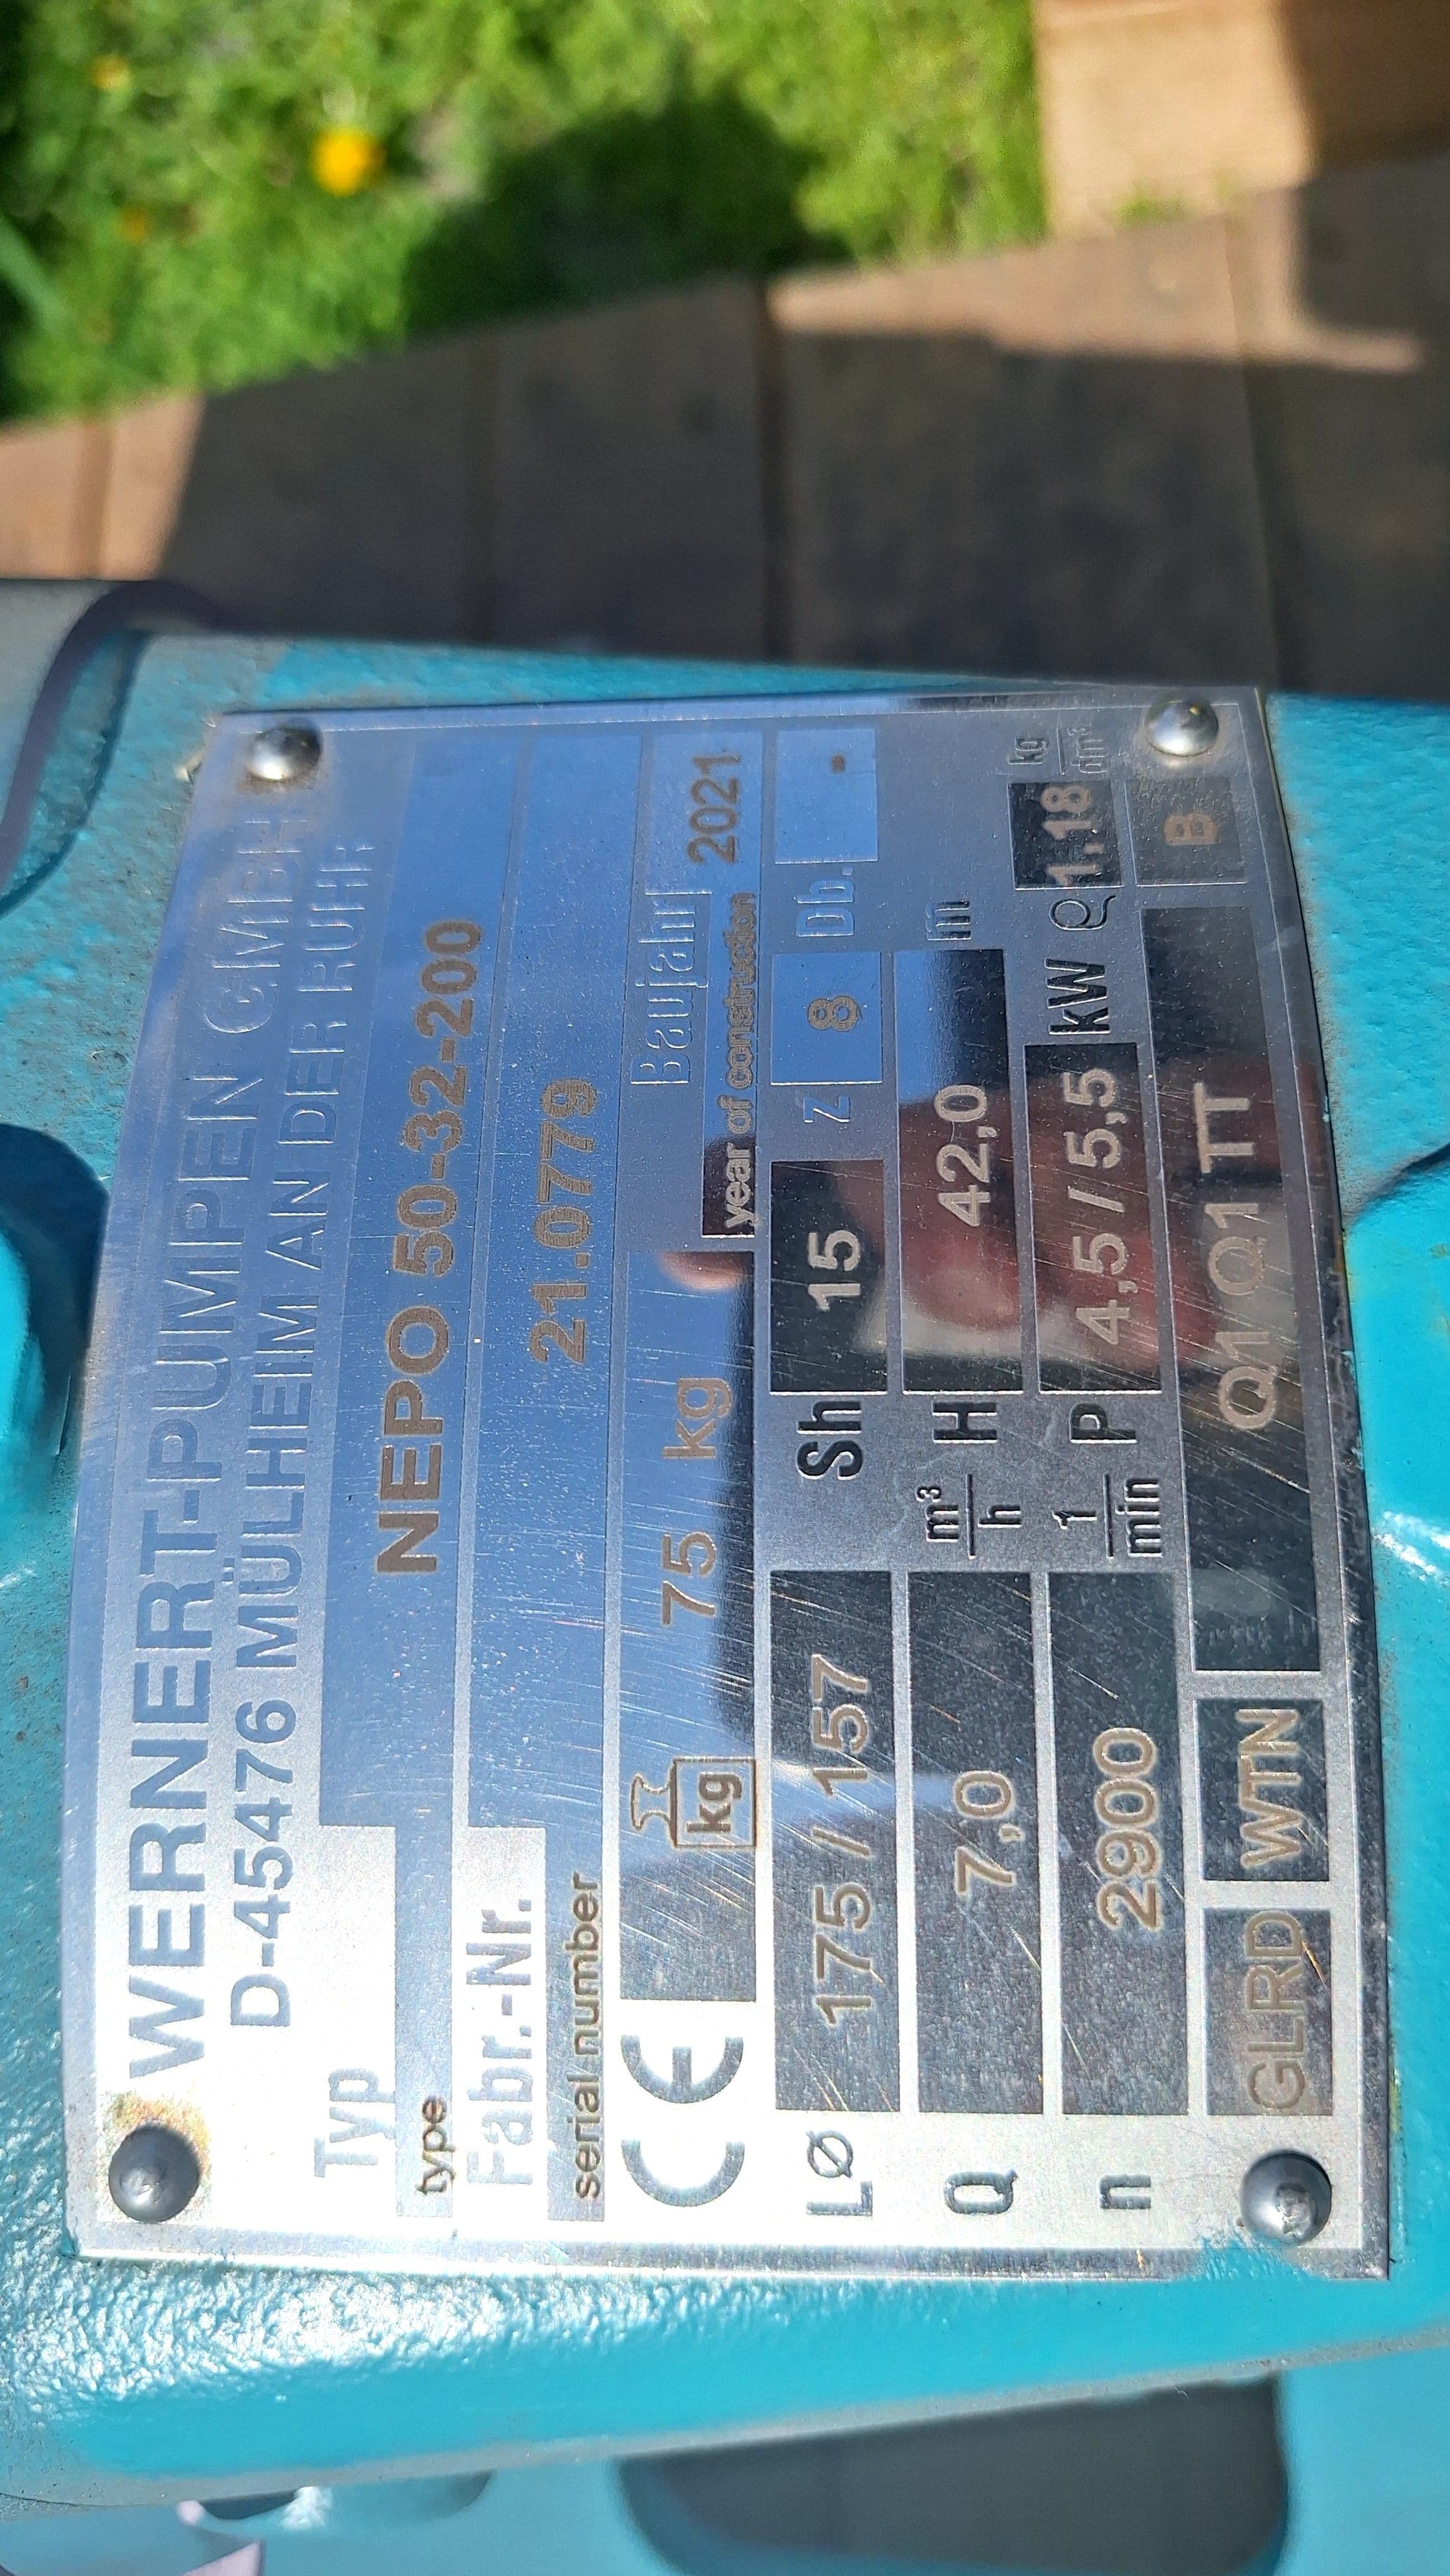 WERNERT-PUMPEN GMBH
D-45476 MÜLHEIM AN DER RUHR
Typ
type
NEPO 50-32-200
Fabr.-Nr.
serial number
21.0779
CE kg 75 kg Baujahr
year of construction 2021
LØ 175 / 157 Sh 15 Z 8 Db. -
Q 7,0 m³/h H 42,0 m
n 2900 1/min P 4,5 / 5,5 kW ϱ 1,18 kg/dm³
GLRD WTN Q1 Q1 TT B